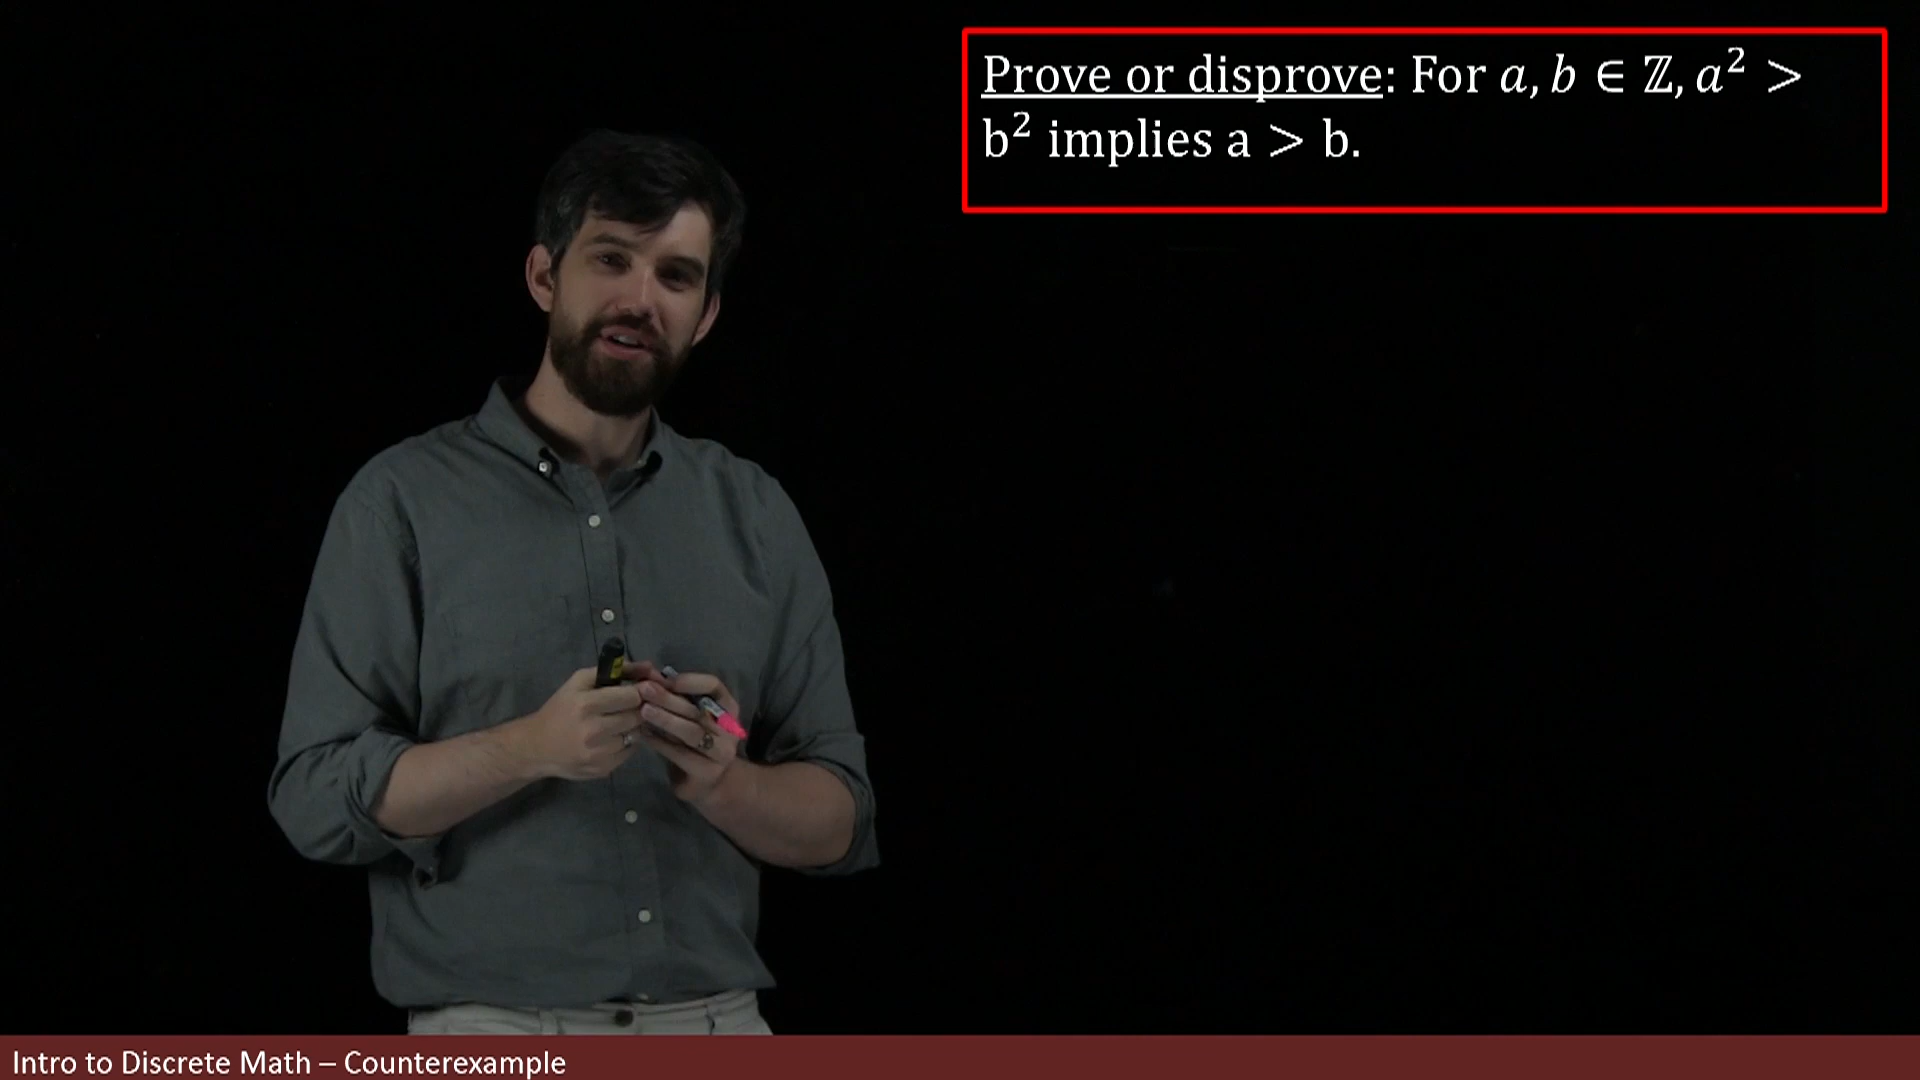 Prove or disprove: For a, b ∈ ℤ, a² >
b² implies a > b.
Intro to Discrete Math – Counterexample